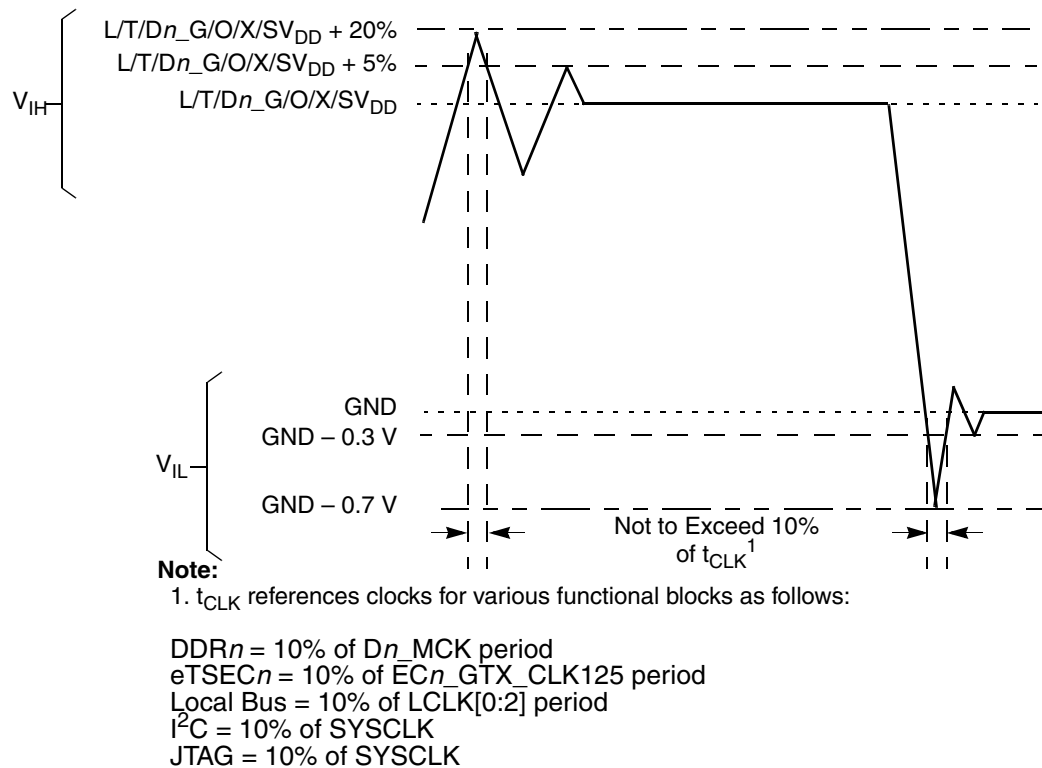 L/T/Dn_G/O/X/SVDD + 20%
L/T/Dn_G/O/X/SVDD + 5%
VIH
L/T/Dn_G/O/X/SVDD
GND
GND – 0.3 V
VIL
GND – 0.7 V
Not to Exceed 10%
of tCLK1
Note:
1. tCLK references clocks for various functional blocks as follows:
DDRn = 10% of Dn_MCK period
eTSECn = 10% of ECn_GTX_CLK125 period
Local Bus = 10% of LCLK[0:2] period
I2C = 10% of SYSCLK
JTAG = 10% of SYSCLK